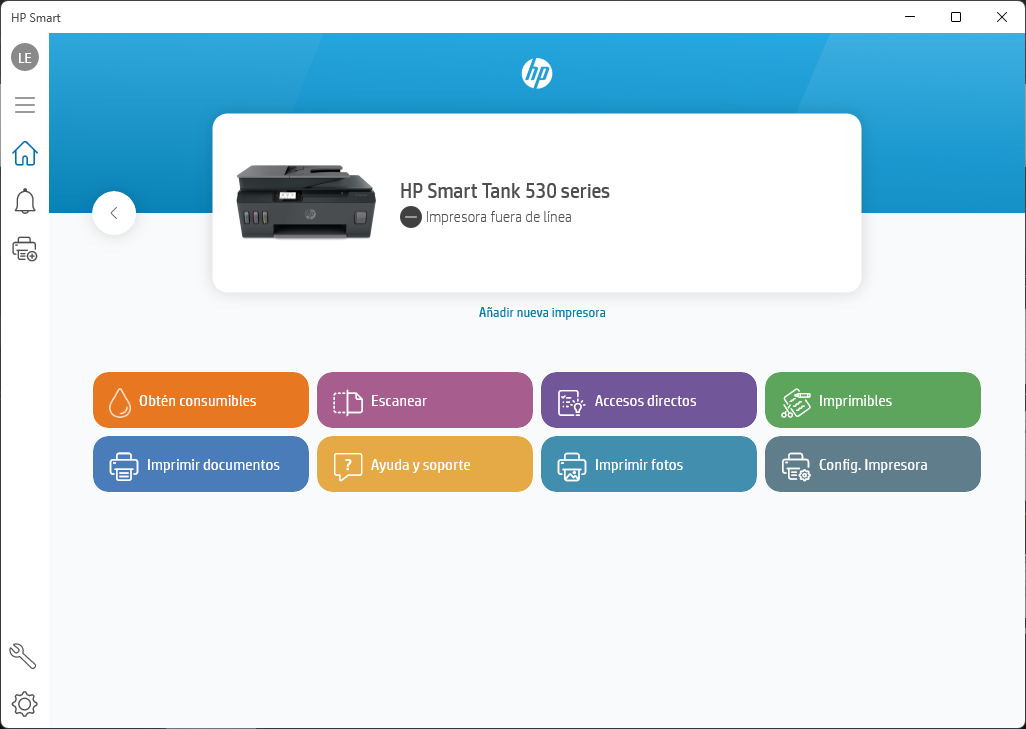 HP Smart
LE
hp
HP Smart Tank 530 series
Impresora fuera de línea
Añadir nueva impresora
Obtén consumibles
Escanear
Accesos directos
Imprimibles
Imprimir documentos
Ayuda y soporte
Imprimir fotos
Config. Impresora